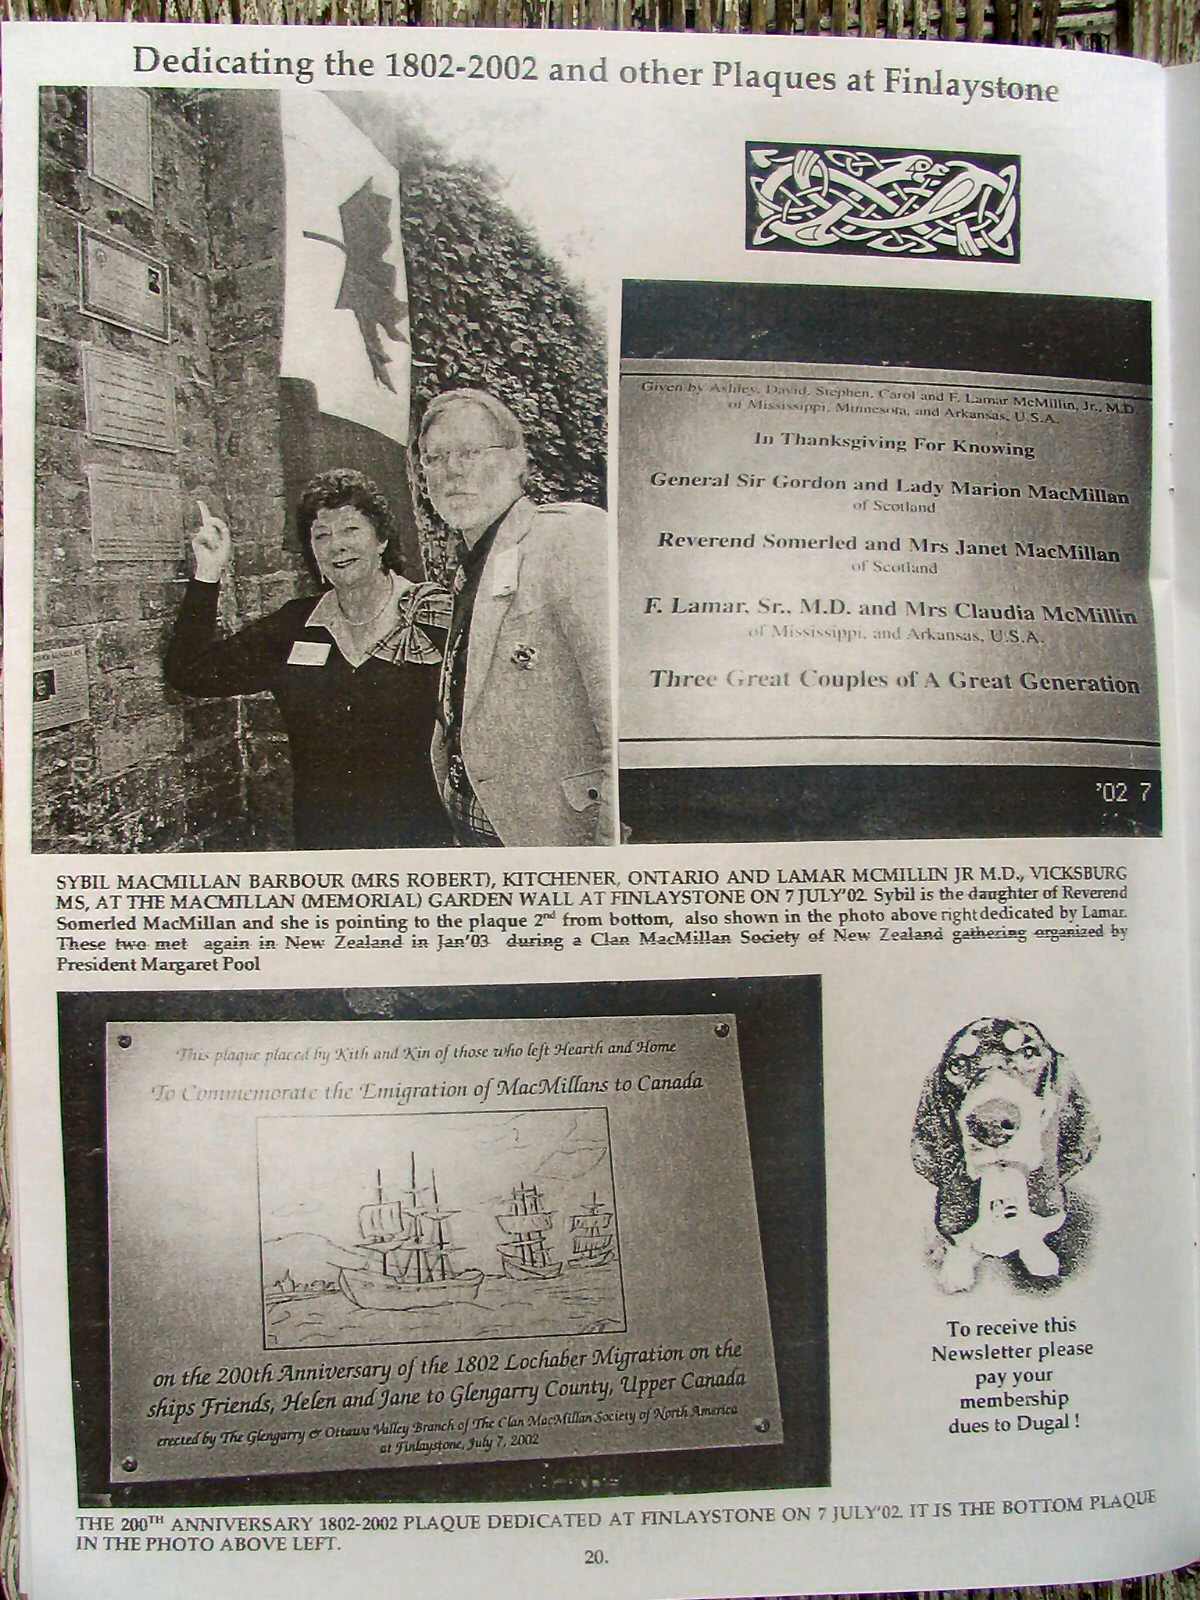 Dedicating the 1802-2002 and other Plaques at Finlaystone
Given by Ashley, David, Stephen, Carol and F. Lamar McMillin, Jr., M.D.
of Mississippi, Minnesota, and Arkansas, U.S.A.
In Thanksgiving For Knowing
General Sir Gordon and Lady Marion MacMillan
of Scotland
Reverend Somerled and Mrs Janet MacMillan
of Scotland
F. Lamar, Sr., M.D. and Mrs Claudia McMillin
of Mississippi, and Arkansas, U.S.A.
Three Great Couples of A Great Generation
'02 7
SYBIL MACMILLAN BARBOUR (MRS ROBERT), KITCHENER, ONTARIO AND LAMAR MCMILLIN JR M.D., VICKSBURG
MS, AT THE MACMILLAN (MEMORIAL) GARDEN WALL AT FINLAYSTONE ON 7 JULY'02. Sybil is the daughter of Reverend
Somerled MacMillan and she is pointing to the plaque 2nd from bottom, also shown in the photo above right dedicated by Lamar.
These two met again in New Zealand in Jan'03 during a Clan MacMillan Society of New Zealand gathering organized by
President Margaret Pool
This plaque placed by Kith and Kin of those who left Hearth and Home
To Commemorate the Emigration of MacMillans to Canada
on the 200th Anniversary of the 1802 Lochaber Migration on the
ships Friends, Helen and Jane to Glengarry County, Upper Canada
erected by The Glengarry & Ottawa Valley Branch of The Clan MacMillan Society of North America
at Finlaystone, July 7, 2002
To receive this
Newsletter please
pay your
membership
dues to Dugal !
THE 200TH ANNIVERSARY 1802-2002 PLAQUE DEDICATED AT FINLAYSTONE ON 7 JULY'02. IT IS THE BOTTOM PLAQUE
IN THE PHOTO ABOVE LEFT.
20.